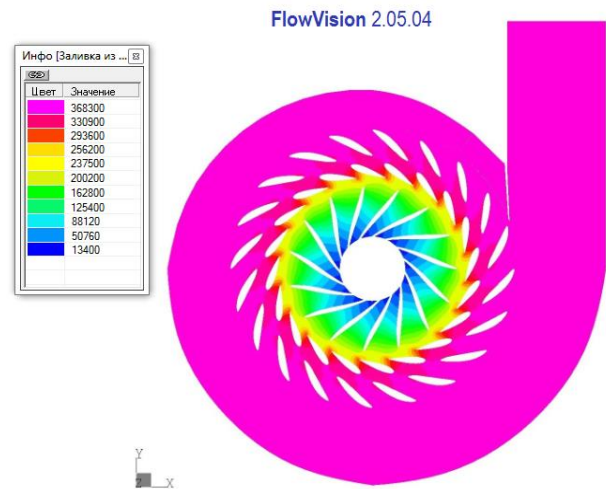 FlowVision 2.05.04
Инфо [Заливка из ...
Цвет Значение
368300
330900
293600
256200
237500
200200
162800
125400
88120
50760
13400
Y
Z X